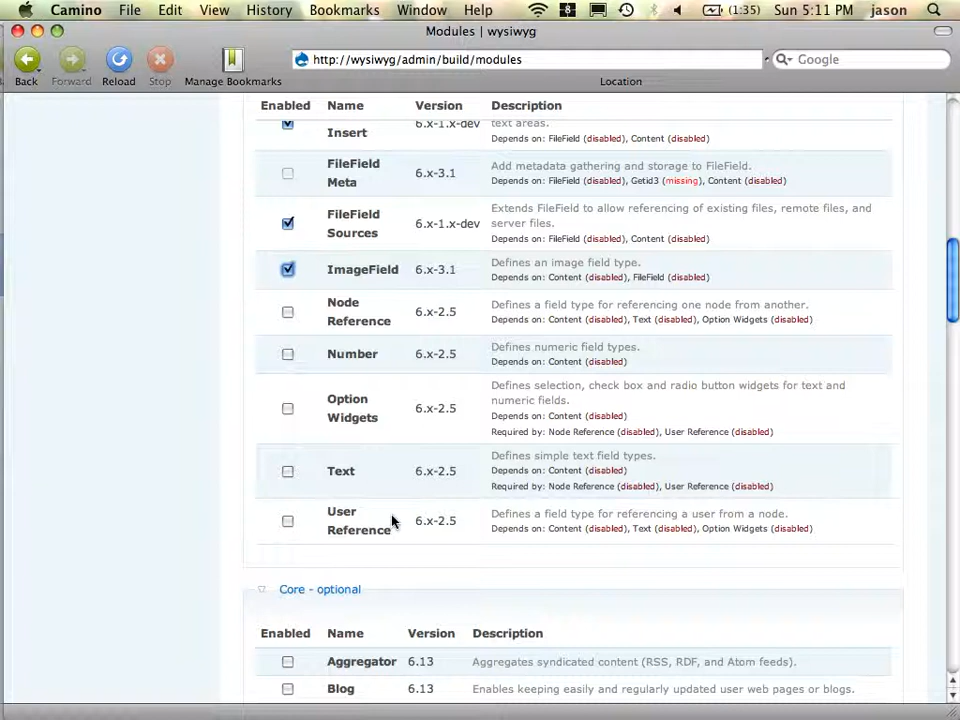 Camino File Edit View History Bookmarks Window Help (1:35) Sun 5:11 PM jason
Modules | wysiwyg
http://wysiwyg/admin/build/modules
Google
Back Forward Reload Stop Manage Bookmarks Location
Enabled Name Version Description
Insert 6.x-1.x-dev text areas.
Depends on: FileField (disabled), Content (disabled)
FileField Meta 6.x-3.1 Add metadata gathering and storage to FileField.
Depends on: FileField (disabled), Getid3 (missing), Content (disabled)
FileField Sources 6.x-1.x-dev Extends FileField to allow referencing of existing files, remote files, and
server files.
Depends on: FileField (disabled), Content (disabled)
ImageField 6.x-3.1 Defines an image field type.
Depends on: Content (disabled), FileField (disabled)
Node Reference 6.x-2.5 Defines a field type for referencing one node from another.
Depends on: Content (disabled), Text (disabled), Option Widgets (disabled)
Number 6.x-2.5 Defines numeric field types.
Depends on: Content (disabled)
Option Widgets 6.x-2.5 Defines selection, check box and radio button widgets for text and
numeric fields.
Depends on: Content (disabled)
Required by: Node Reference (disabled), User Reference (disabled)
Text 6.x-2.5 Defines simple text field types.
Depends on: Content (disabled)
Required by: Node Reference (disabled), User Reference (disabled)
User Reference 6.x-2.5 Defines a field type for referencing a user from a node.
Depends on: Content (disabled), Text (disabled), Option Widgets (disabled)
Core - optional
Enabled Name Version Description
Aggregator 6.13 Aggregates syndicated content (RSS, RDF, and Atom feeds).
Blog 6.13 Enables keeping easily and regularly updated user web pages or blogs.